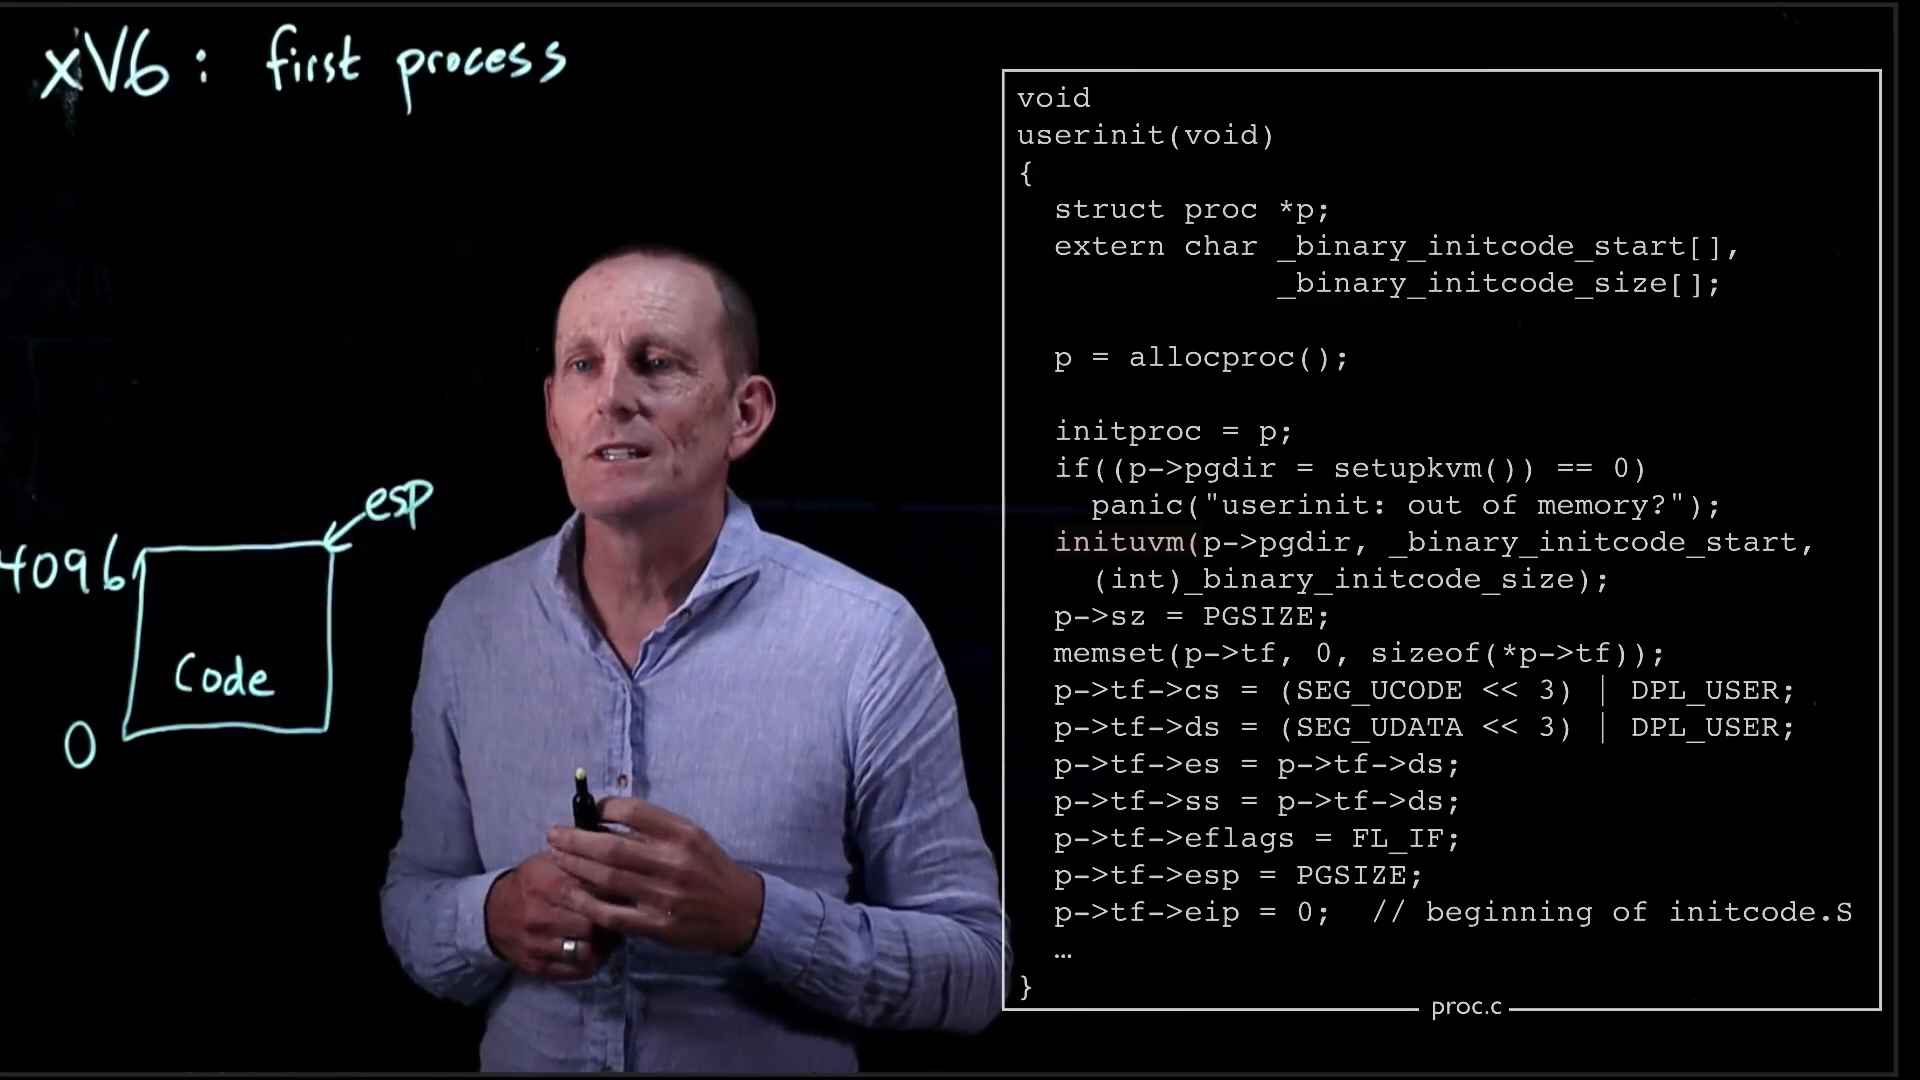 xV6: first process
esp
4096
Code
0
void
userinit(void)
{
struct proc *p;
extern char _binary_initcode_start[],
_binary_initcode_size[];
p = allocproc();
initproc = p;
if((p->pgdir = setupkvm()) == 0)
panic("userinit: out of memory?");
inituvm(p->pgdir, _binary_initcode_start,
(int)_binary_initcode_size);
p->sz = PGSIZE;
memset(p->tf, 0, sizeof(*p->tf));
p->tf->cs = (SEG_UCODE << 3) | DPL_USER;
p->tf->ds = (SEG_UDATA << 3) | DPL_USER;
p->tf->es = p->tf->ds;
p->tf->ss = p->tf->ds;
p->tf->eflags = FL_IF;
p->tf->esp = PGSIZE;
p->tf->eip = 0;  // beginning of initcode.S
…
}
proc.c